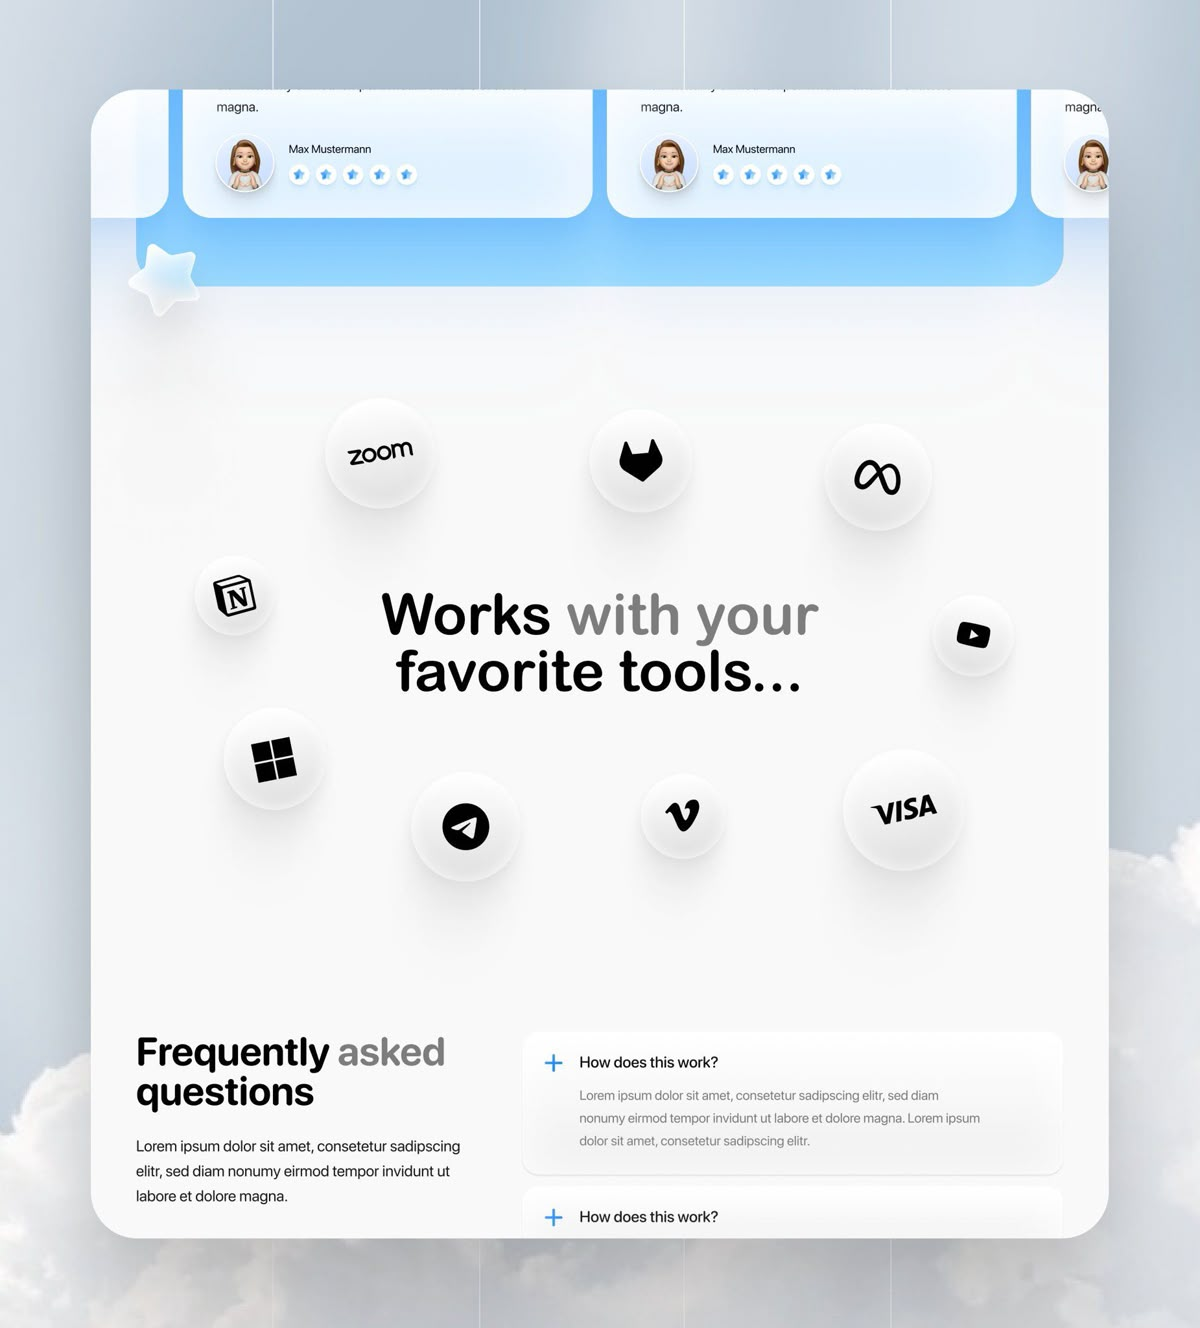 magna.
Max Mustermann
magna.
Max Mustermann
magna
zoom
N
VISA
Works with your
favorite tools...
Frequently asked
questions
Lorem ipsum dolor sit amet, consetetur sadipscing
elitr, sed diam nonumy eirmod tempor invidunt ut
labore et dolore magna.
How does this work?
Lorem ipsum dolor sit amet, consetetur sadipscing elitr, sed diam
nonumy eirmod tempor invidunt ut labore et dolore magna. Lorem ipsum
dolor sit amet, consetetur sadipscing elitr.
How does this work?